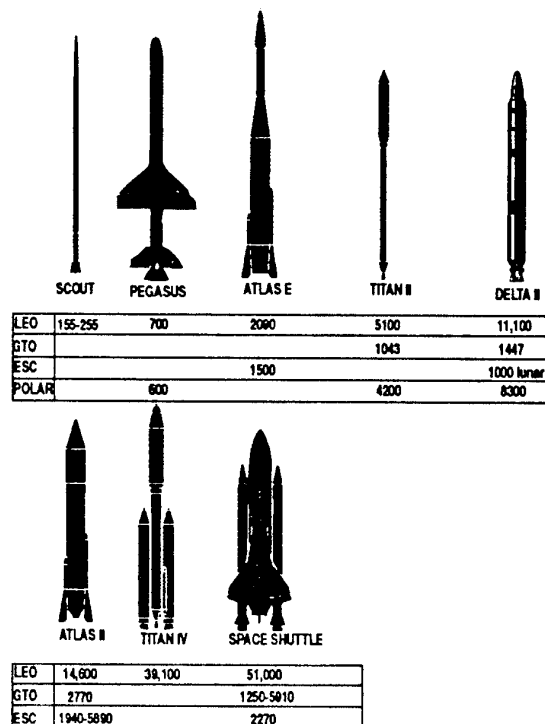 SCOUT PEGASUS ATLAS E TITAN II DELTA II
LEO 155-255 700 2090 5100 11,100
GTO 1043 1447
ESC 1500 1000 lunar
POLAR 600 4200 8300
ATLAS II TITAN IV SPACE SHUTTLE
LEO 14,600 39,100 51,000
GTO 2770 1250-5910
ESC 1940-5890 2270